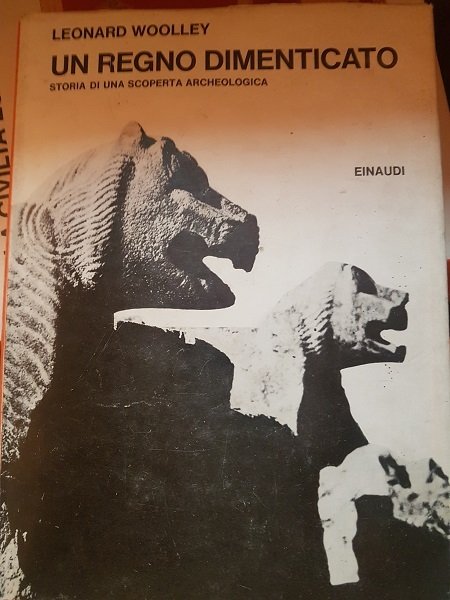 LEONARD WOOLLEY
UN REGNO DIMENTICATO
STORIA DI UNA SCOPERTA ARCHEOLOGICA
EINAUDI